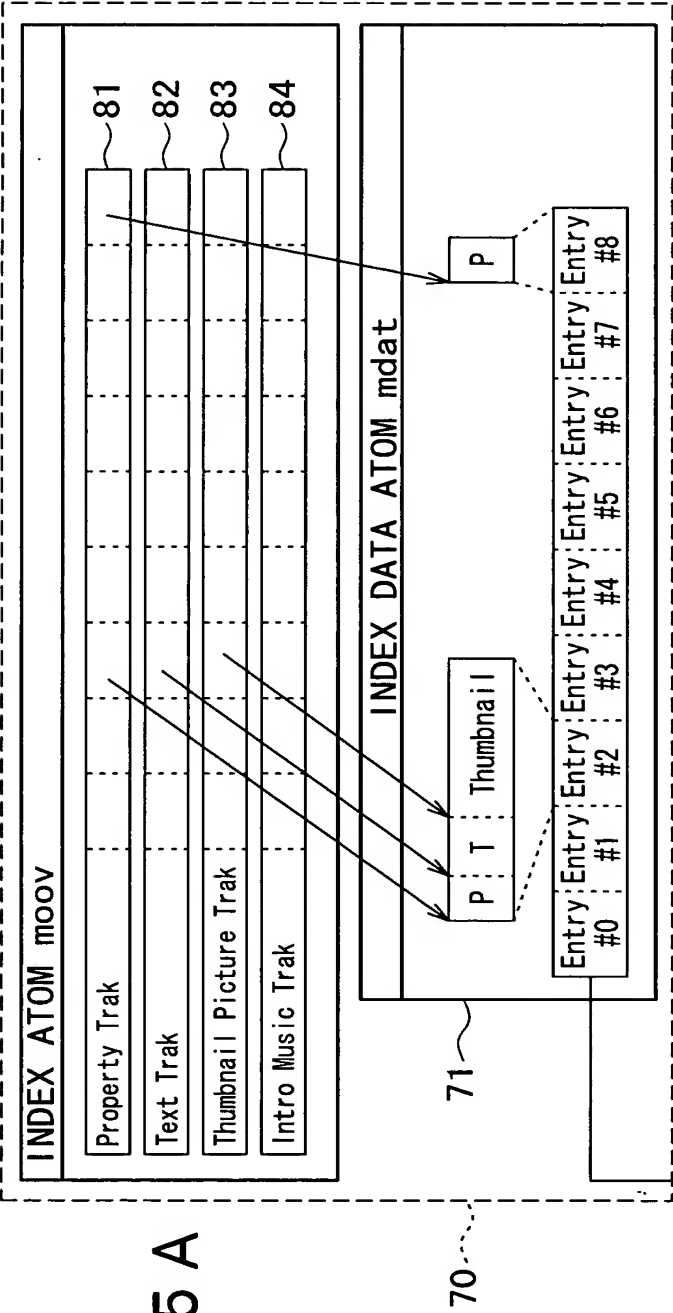 5 A
INDEX ATOM moov
Property Trak
81
Text Trak
82
Thumbnail Picture Trak
83
Intro Music Trak
84
INDEX DATA ATOM mdat
P T Thumbnail
P
Entry Entry Entry Entry Entry Entry Entry Entry Entry
#0 #1 #2 #3 #4 #5 #6 #7 #8
71
70